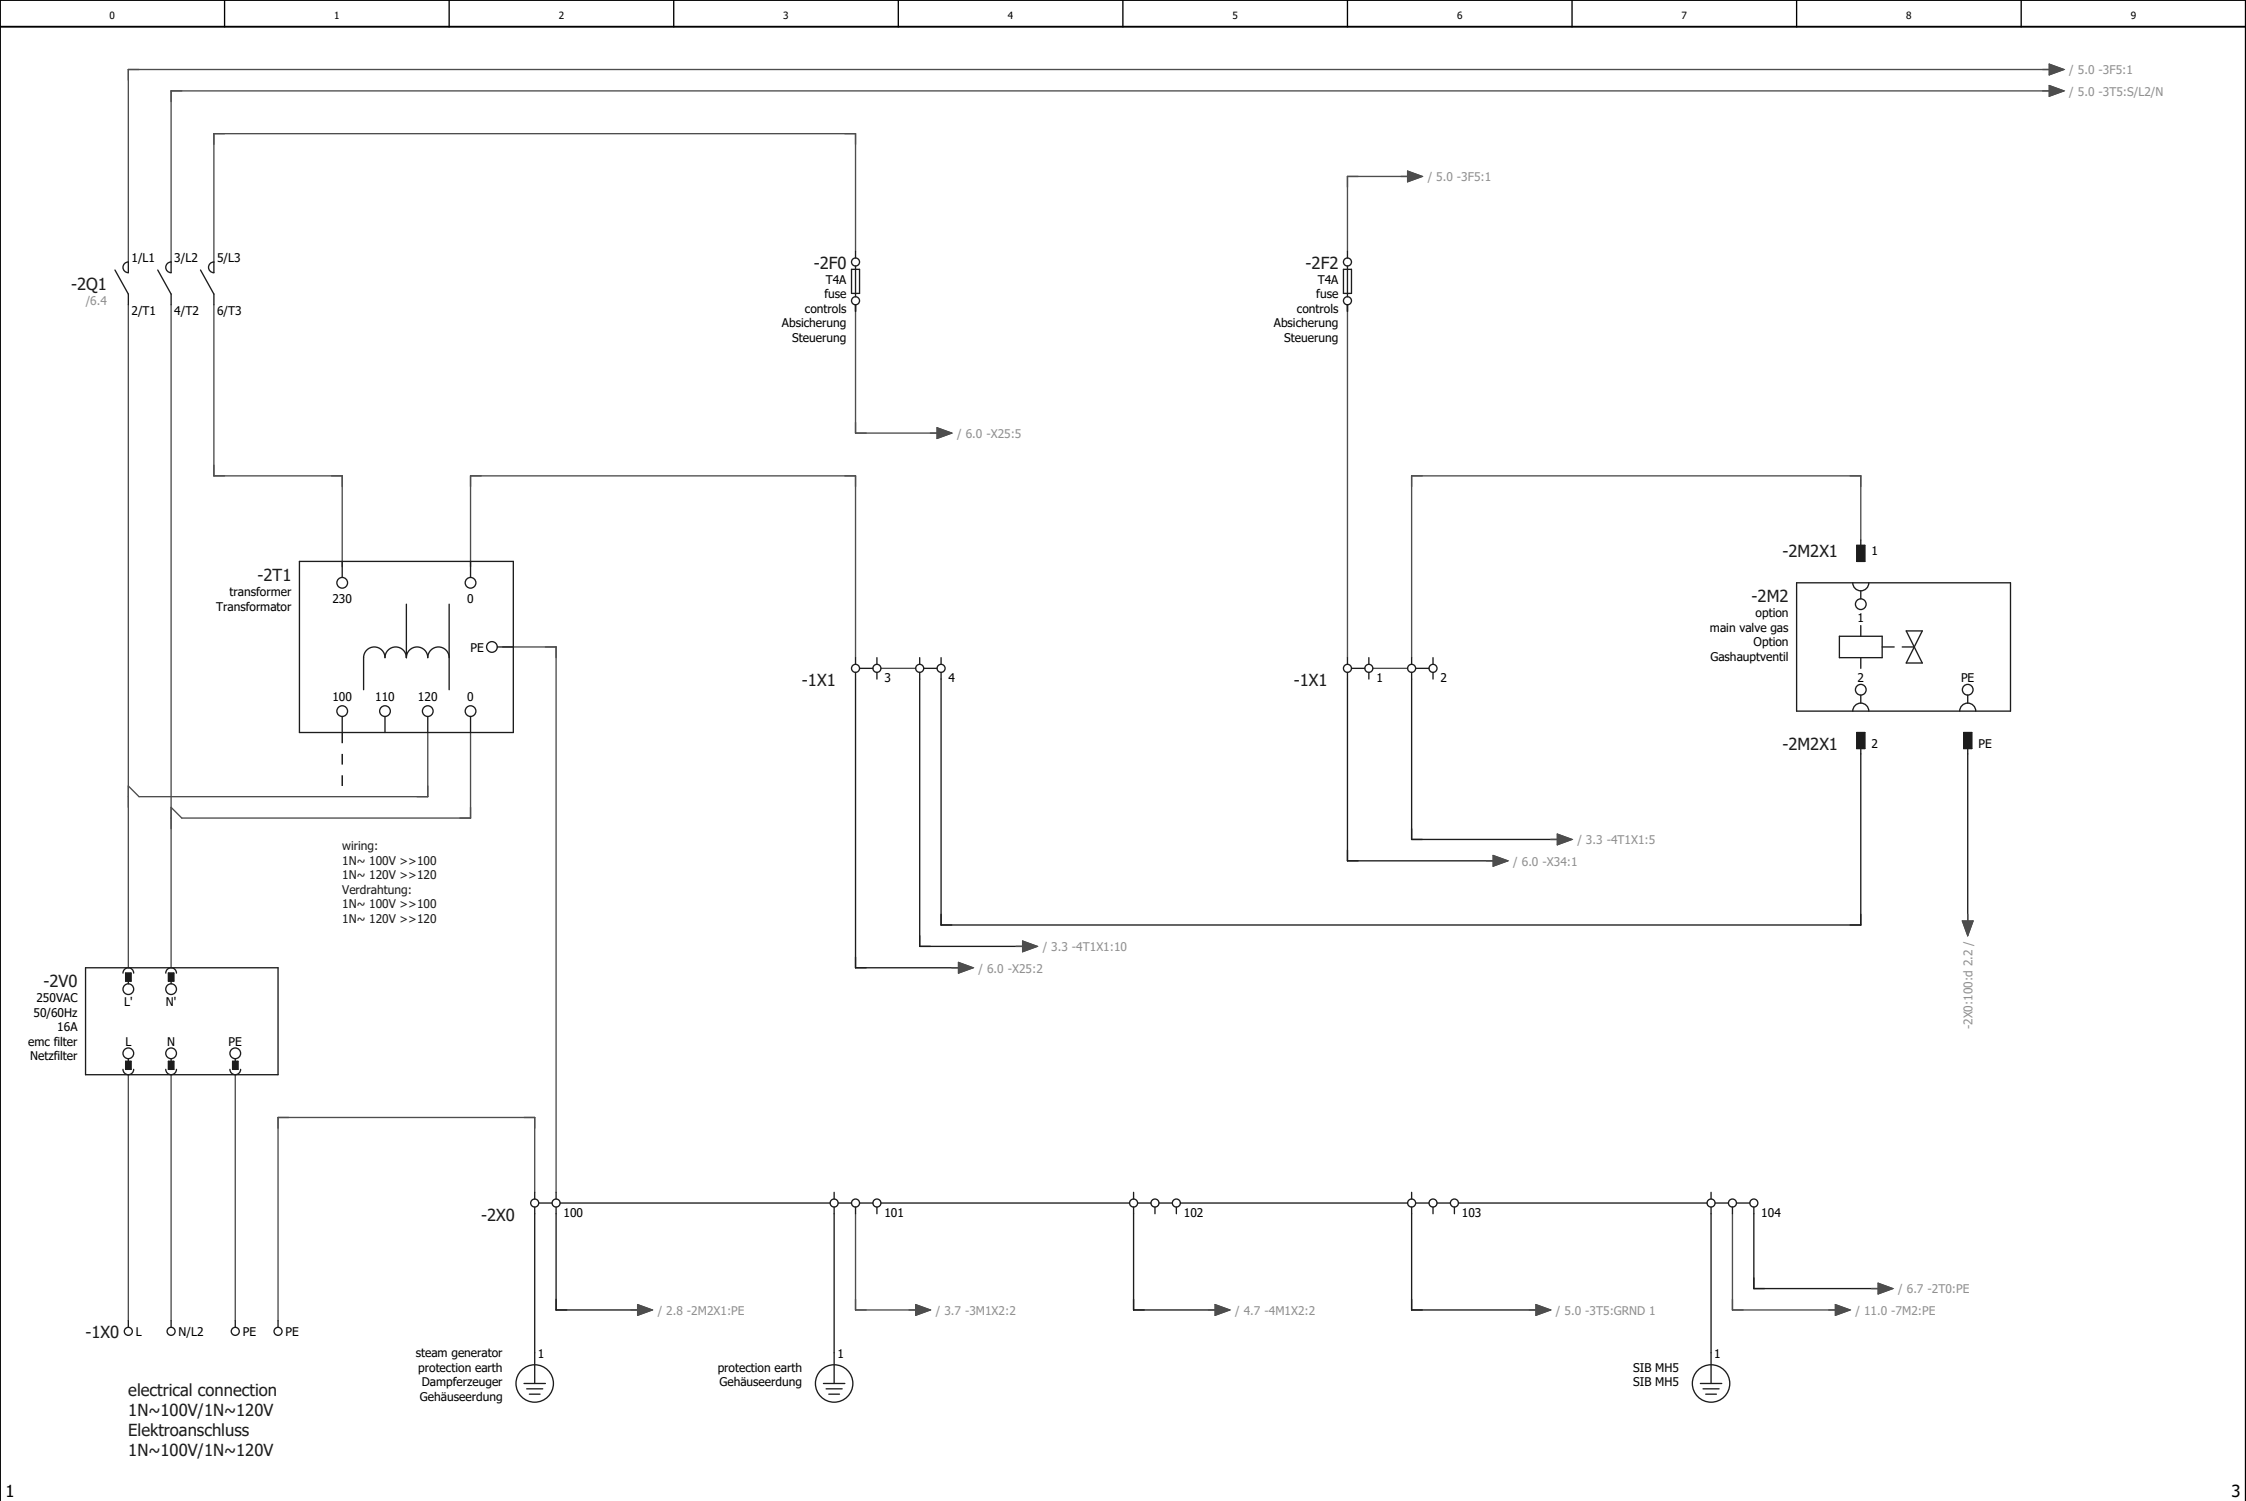 0 1 2 3 4 5 6 7 8 9
/ 5.0 -3F5:1
/ 5.0 -3T5:S/L2/N
/ 5.0 -3F5:1
-2Q1
/6.4
1/L1 3/L2 5/L3
2/T1 4/T2 6/T3
-2F0
T4A
fuse
controls
Absicherung
Steuerung
-2F2
T4A
fuse
controls
Absicherung
Steuerung
/ 6.0 -X25:5
-2T1
transformer
Transformator
230 0
PE
100 110 120 0
wiring:
1N~ 100V >>100
1N~ 120V >>120
Verdrahtung:
1N~ 100V >>100
1N~ 120V >>120
-1X1 3 4
-1X1 1 2
-2M2X1 1
-2M2
option
main valve gas
Option
Gashauptventil
1
2
PE
-2M2X1 2 PE
/ 3.3 -4T1X1:5
/ 6.0 -X34:1
/ 3.3 -4T1X1:10
/ 6.0 -X25:2
-2X0:100:d 2.2 /
-2V0
250VAC
50/60Hz
16A
emc filter
Netzfilter
L' N'
L N PE
-2X0 100 101 102 103 104
/ 6.7 -2T0:PE
/ 2.8 -2M2X1:PE
/ 3.7 -3M1X2:2
/ 4.7 -4M1X2:2
/ 5.0 -3T5:GRND 1
/ 11.0 -7M2:PE
-1X0 L N/L2 PE PE
steam generator
protection earth
Dampferzeuger
Gehäuseerdung
1
protection earth
Gehäuseerdung
1
SIB MH5
SIB MH5
1
electrical connection
1N~100V/1N~120V
Elektroanschluss
1N~100V/1N~120V
1
3